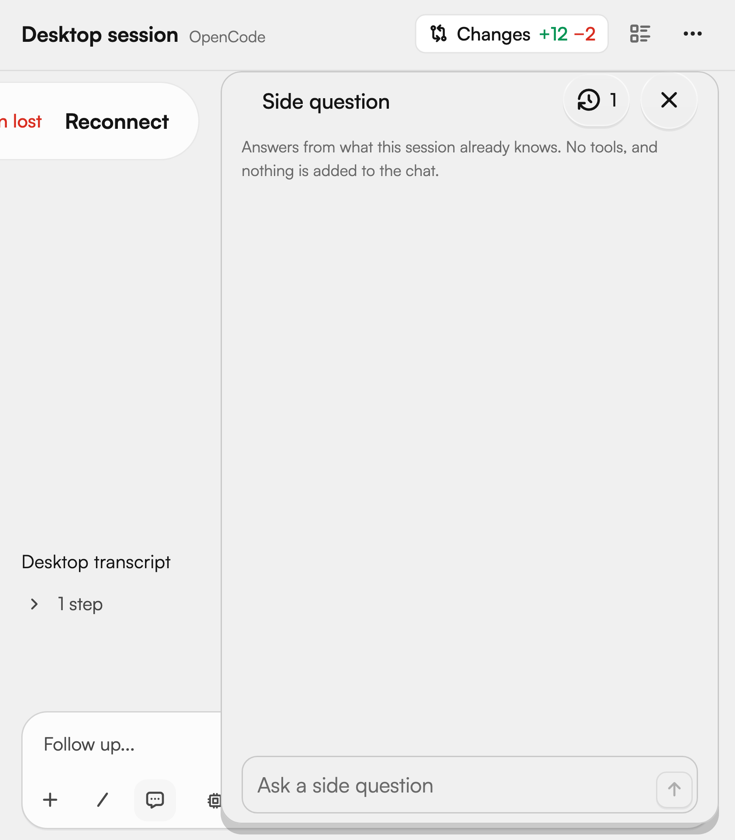 Desktop session OpenCode
Changes +12 −2
n lost Reconnect
Side question
1
Answers from what this session already knows. No tools, and
nothing is added to the chat.
Desktop transcript
1 step
Follow up...
Ask a side question